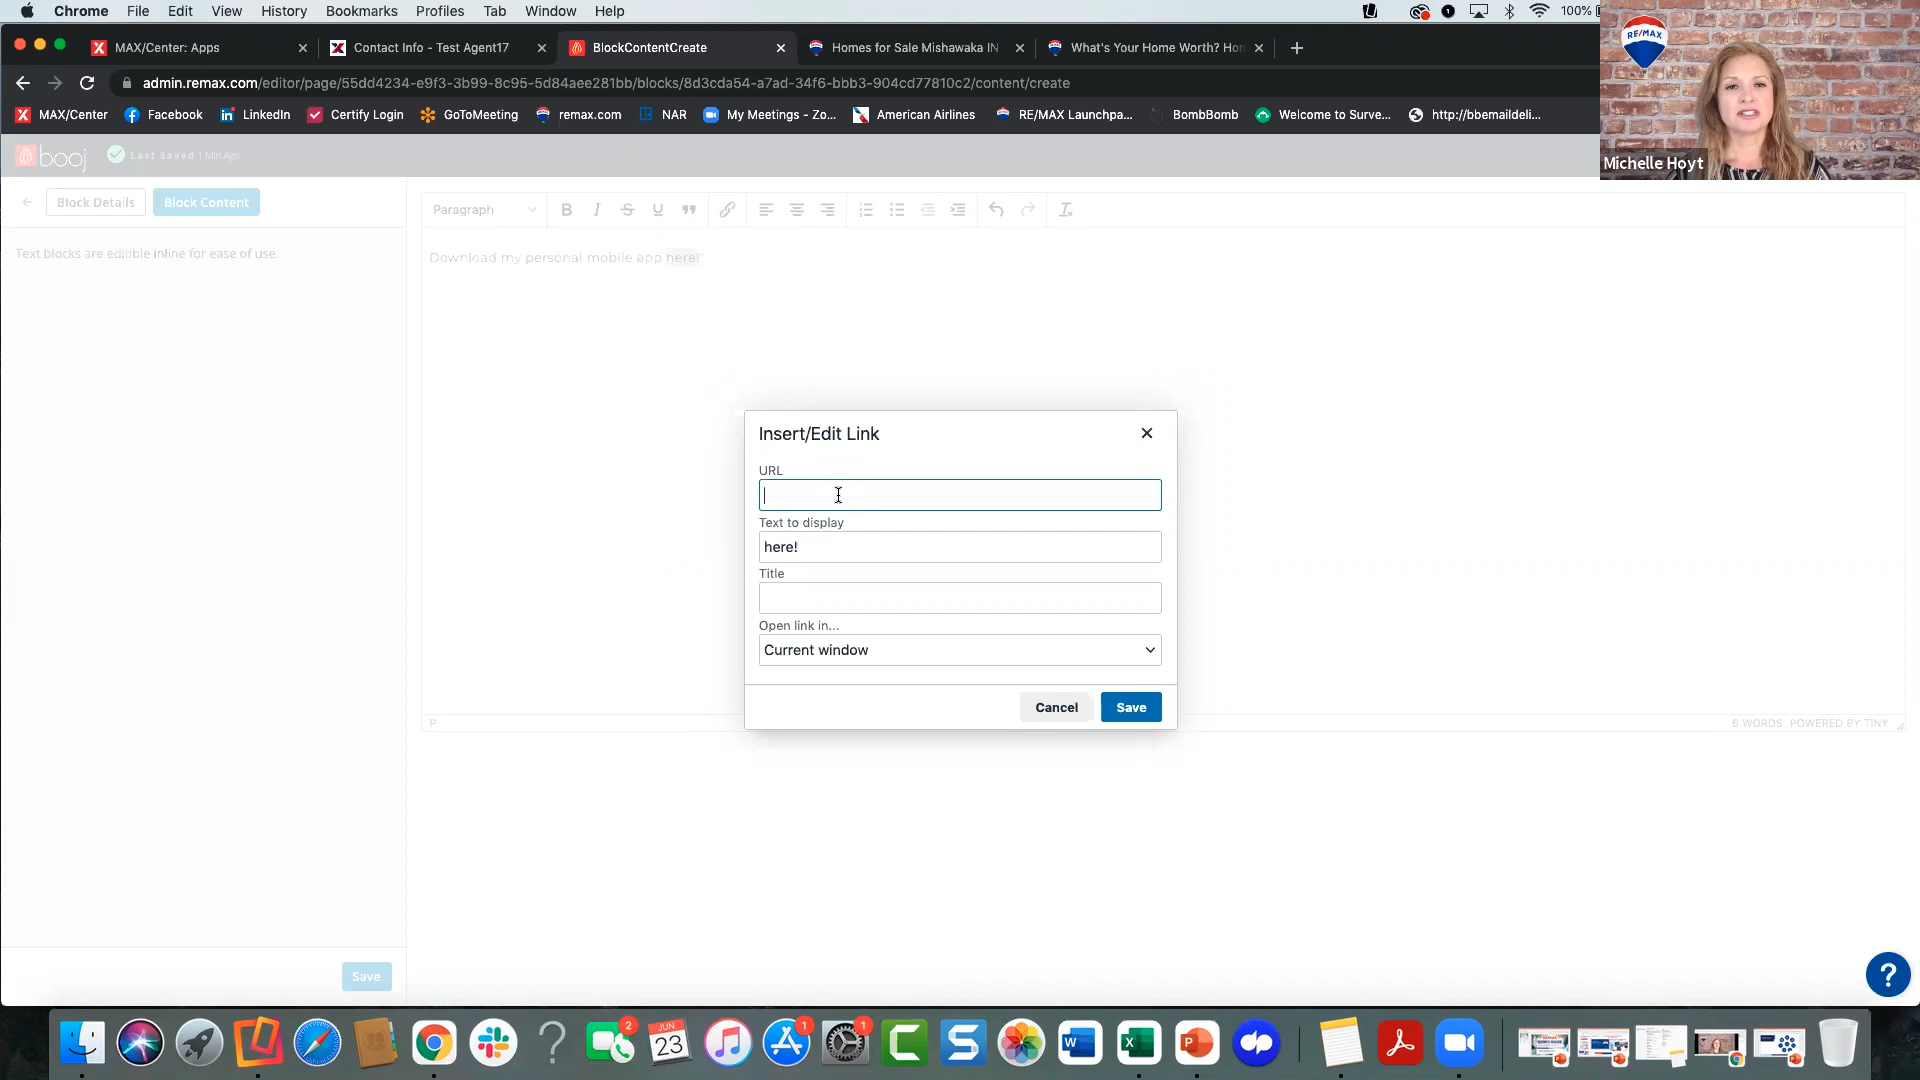 Chrome File Edit View History Bookmarks Profiles Tab Window Help 100%
MAX/Center: Apps Contact Info - Test Agent17 BlockContentCreate Homes for Sale Mishawaka IN What's Your Home Worth? Hom
admin.remax.com/editor/page/55dd4234-e9f3-3b99-8c95-5d84aee281bb/blocks/8d3cda54-a7ad-34f6-bbb3-904cd77810c2/content/create
MAX/Center Facebook LinkedIn Certify Login GoToMeeting remax.com NAR My Meetings - Zo... American Airlines RE/MAX Launchpa... BombBomb Welcome to Surve... http://bbemaildeli...
RE/MAX
Michelle Hoyt
booj Last Saved 1 Min Ago
Block Details Block Content
Paragraph B I S U
Text blocks are editible inline for ease of use.
Download my personal mobile app here!"
Insert/Edit Link
URL
Text to display
here!
Title
Open link in...
Current window
Cancel Save
P 6 WORDS POWERED BY TINY
Save
?
2 JUN 23 1 1 C S W X P